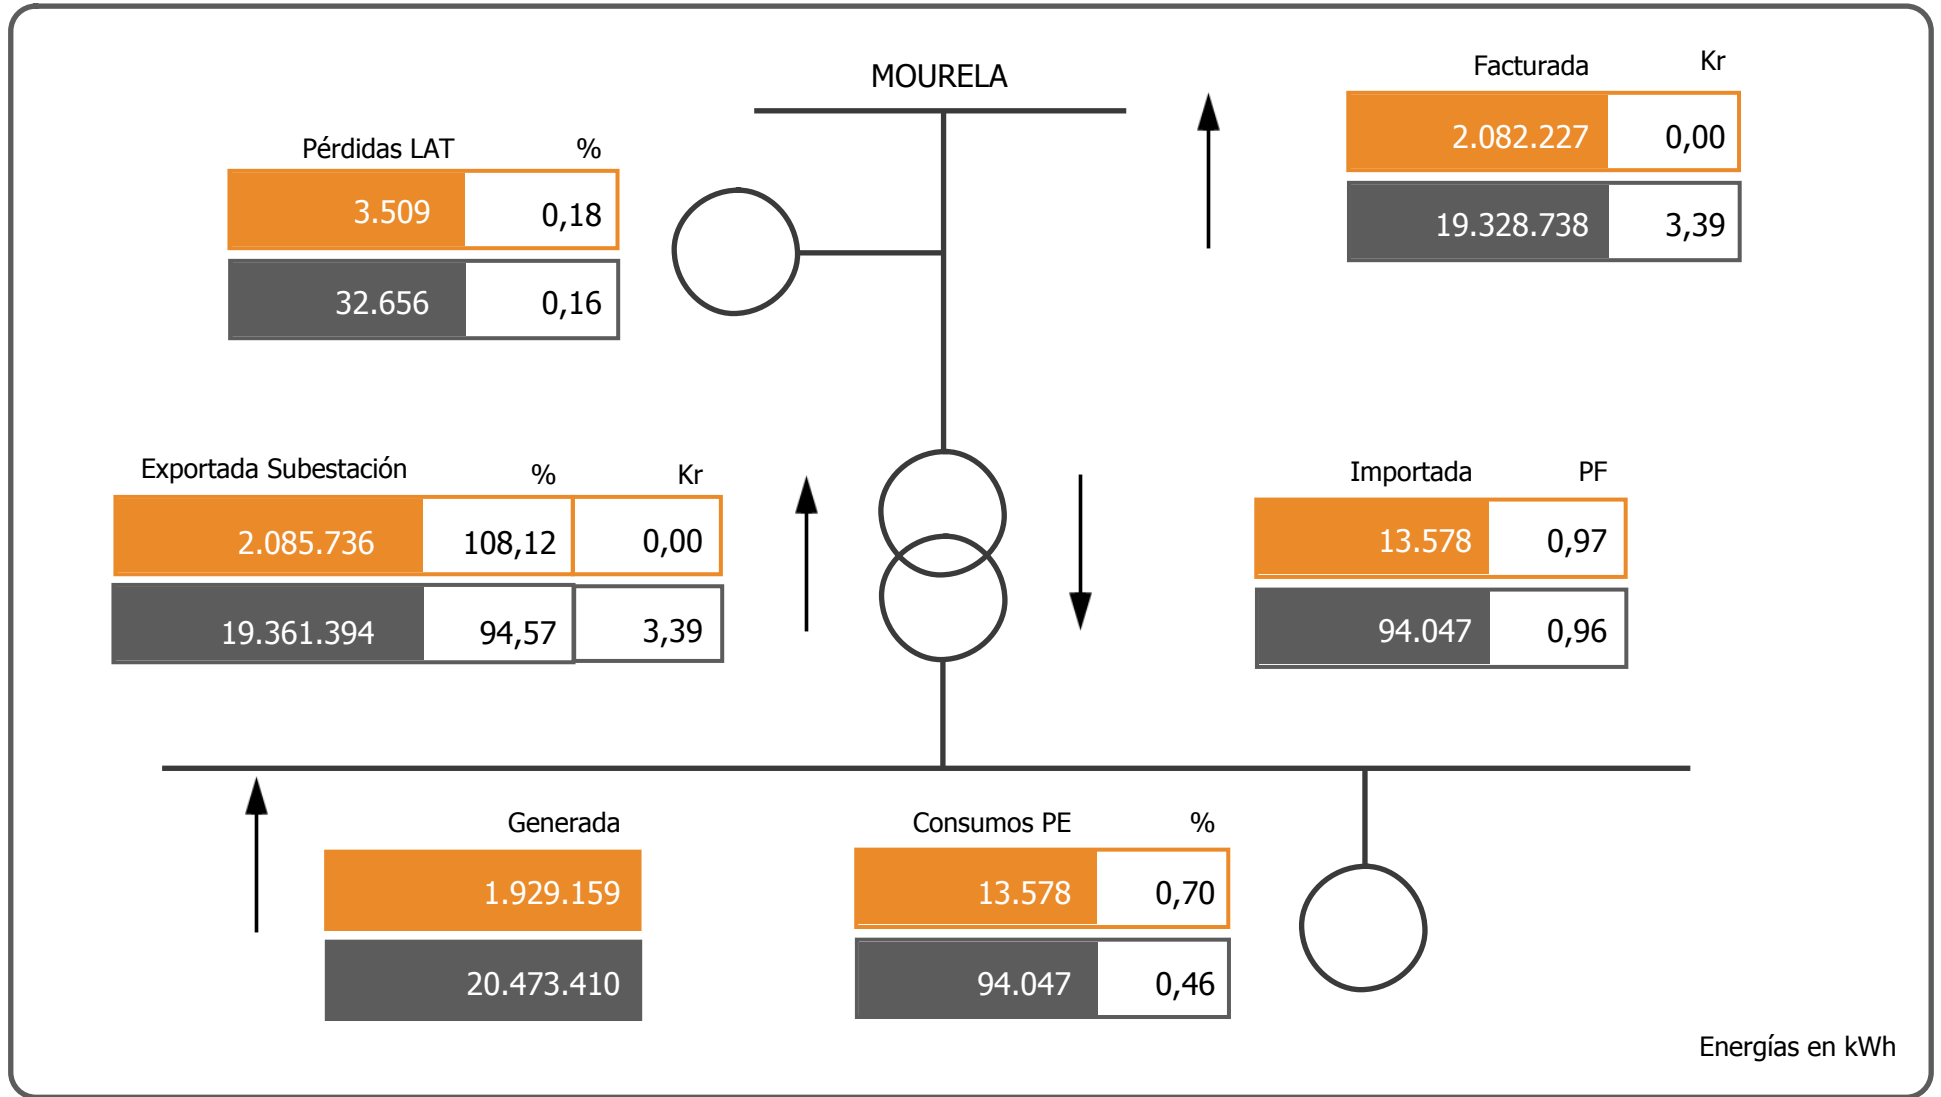 MOURELA
Facturada Kr
2.082.227 0,00
19.328.738 3,39
Pérdidas LAT %
3.509 0,18
32.656 0,16
Exportada Subestación % Kr
2.085.736 108,12 0,00
19.361.394 94,57 3,39
Importada PF
13.578 0,97
94.047 0,96
Generada
1.929.159
20.473.410
Consumos PE %
13.578 0,70
94.047 0,46
Energías en kWh